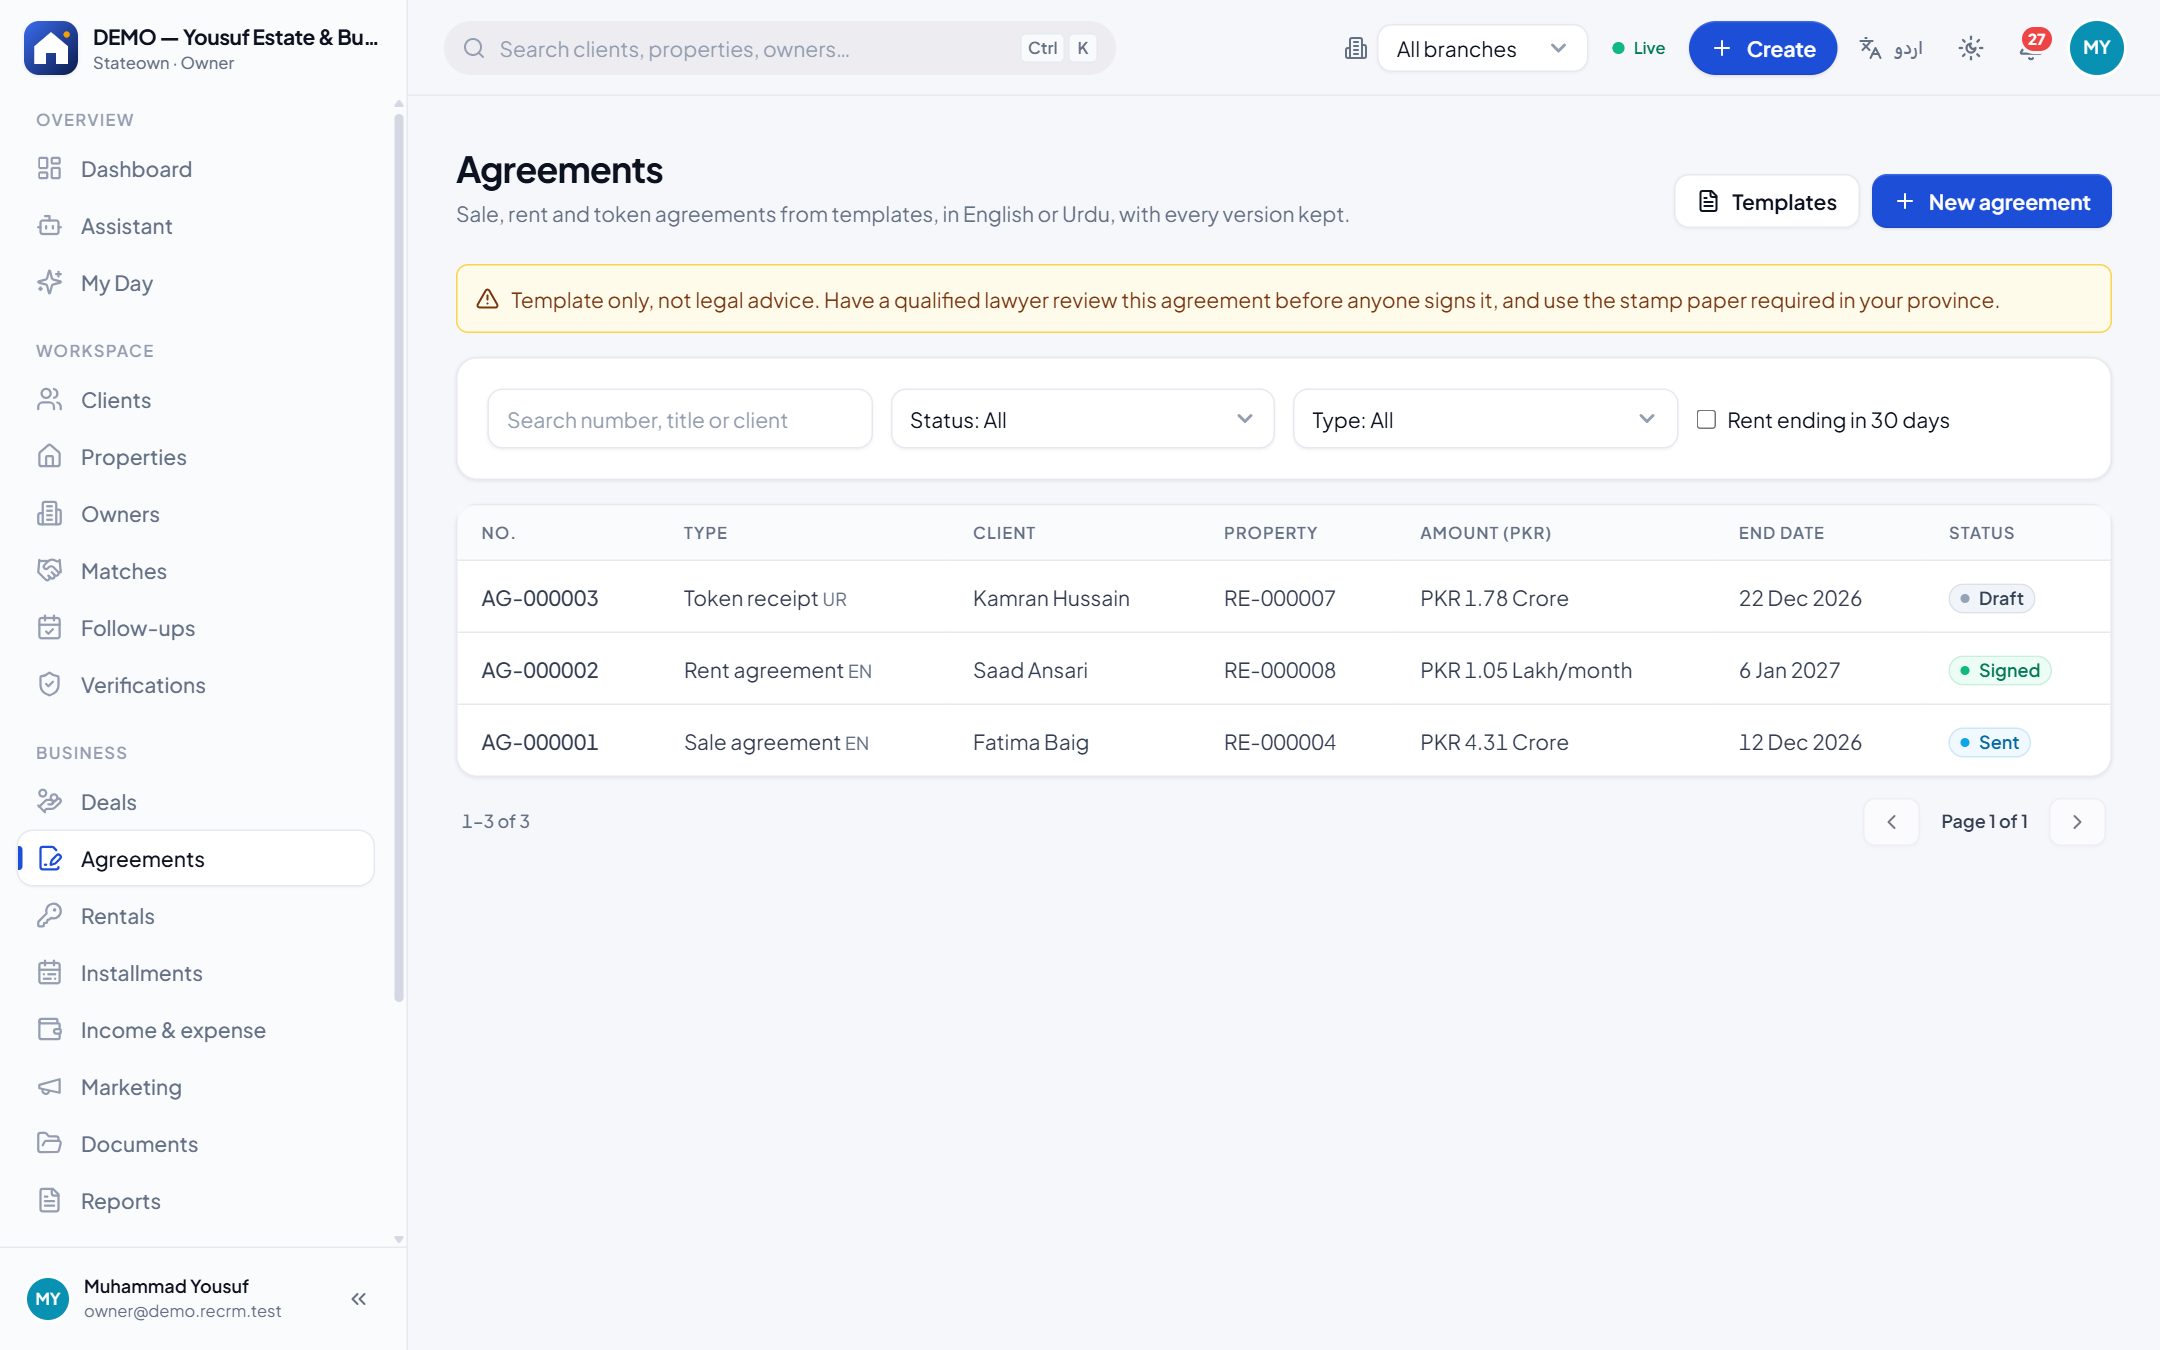 DEMO — Yousuf Estate & Bu...
Stateown · Owner
Search clients, properties, owners...
Ctrl K
All branches
Live
+ Create
اردو
27
MY
OVERVIEW
Dashboard
Assistant
My Day
WORKSPACE
Clients
Properties
Owners
Matches
Follow-ups
Verifications
BUSINESS
Deals
Agreements
Rentals
Installments
Income & expense
Marketing
Documents
Reports
MY
Muhammad Yousuf
owner@demo.recrm.test
Agreements
Sale, rent and token agreements from templates, in English or Urdu, with every version kept.
Templates
+ New agreement
Template only, not legal advice. Have a qualified lawyer review this agreement before anyone signs it, and use the stamp paper required in your province.
Search number, title or client
Status: All
Type: All
Rent ending in 30 days
NO. TYPE CLIENT PROPERTY AMOUNT (PKR) END DATE STATUS
AG-000003 Token receipt UR Kamran Hussain RE-000007 PKR 1.78 Crore 22 Dec 2026 Draft
AG-000002 Rent agreement EN Saad Ansari RE-000008 PKR 1.05 Lakh/month 6 Jan 2027 Signed
AG-000001 Sale agreement EN Fatima Baig RE-000004 PKR 4.31 Crore 12 Dec 2026 Sent
1–3 of 3
Page 1 of 1